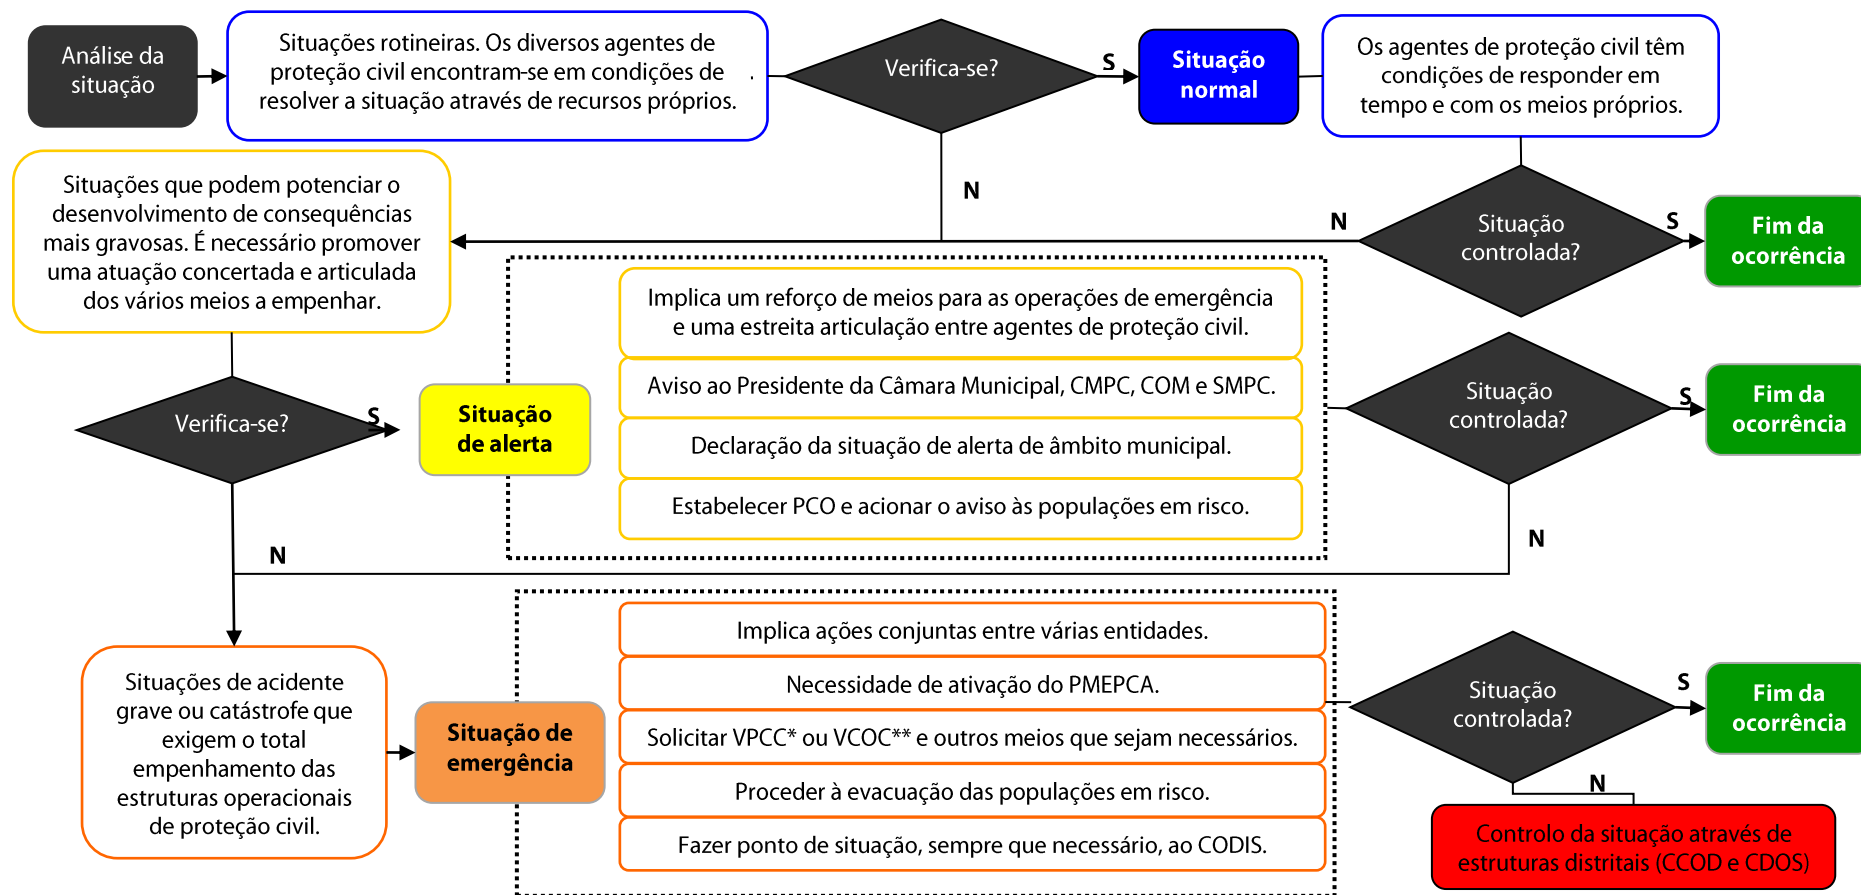 Análise da
situação
Situações rotineiras. Os diversos agentes de
proteção civil encontram-se em condições de
resolver a situação através de recursos próprios.
.
Verifica-se?
S
Situação
normal
Os agentes de proteção civil têm
condições de responder em
tempo e com os meios próprios.
N
Situações que podem potenciar o
desenvolvimento de consequências
mais gravosas. É necessário promover
uma atuação concertada e articulada
dos vários meios a empenhar.
N
Situação
controlada?
S
Fim da
ocorrência
Implica um reforço de meios para as operações de emergência
e uma estreita articulação entre agentes de proteção civil.
Aviso ao Presidente da Câmara Municipal, CMPC, COM e SMPC.
Declaração da situação de alerta de âmbito municipal.
Estabelecer PCO e acionar o aviso às populações em risco.
Verifica-se?
S
Situação
de alerta
Situação
controlada?
S
Fim da
ocorrência
N
N
Situações de acidente
grave ou catástrofe que
exigem o total
empenhamento das
estruturas operacionais
de proteção civil.
Situação de
emergência
Implica ações conjuntas entre várias entidades.
Necessidade de ativação do PMEPCA.
Solicitar VPCC* ou VCOC** e outros meios que sejam necessários.
Proceder à evacuação das populações em risco.
Fazer ponto de situação, sempre que necessário, ao CODIS.
Situação
controlada?
S
Fim da
ocorrência
N
Controlo da situação através de
estruturas distritais (CCOD e CDOS)